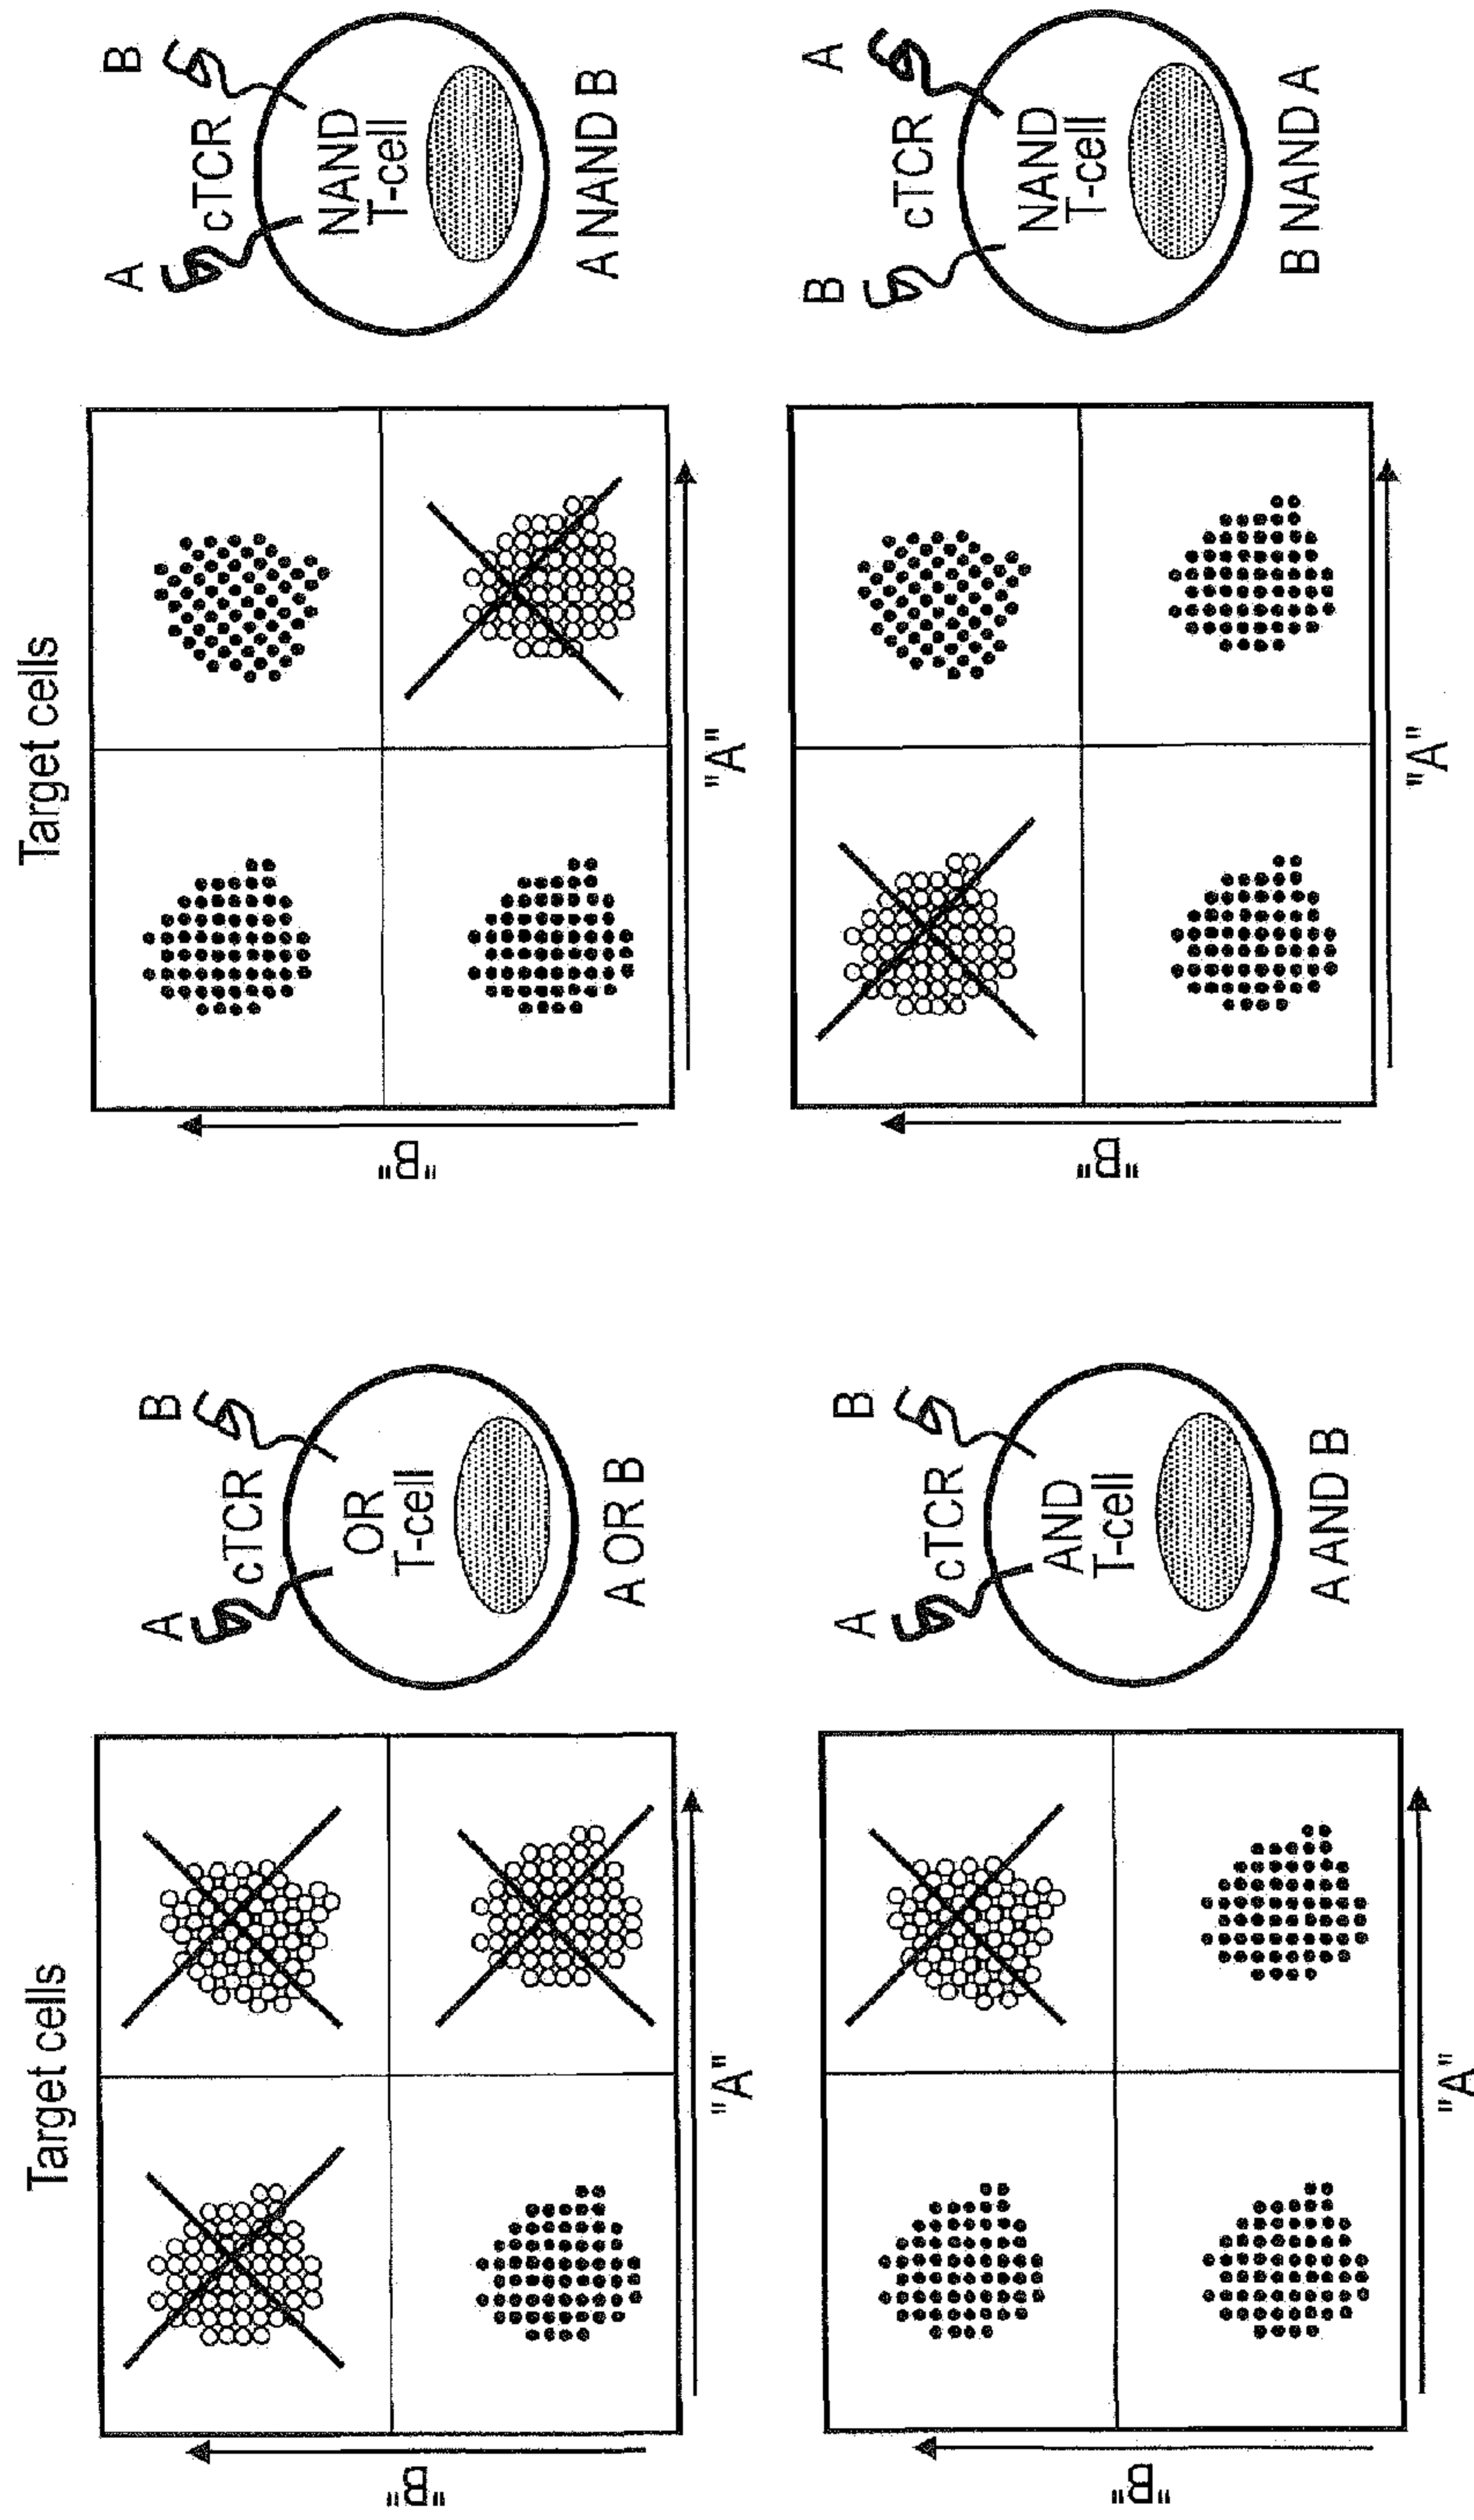 Target cells
"B"
"A"
A
B
cTCR
OR
T-cell
A OR B
"B"
"A"
A
B
cTCR
AND
T-cell
A AND B
Target cells
"B"
"A"
A
B
cTCR
NAND
T-cell
A NAND B
"B"
"A"
B
A
cTCR
NAND
T-cell
B NAND A